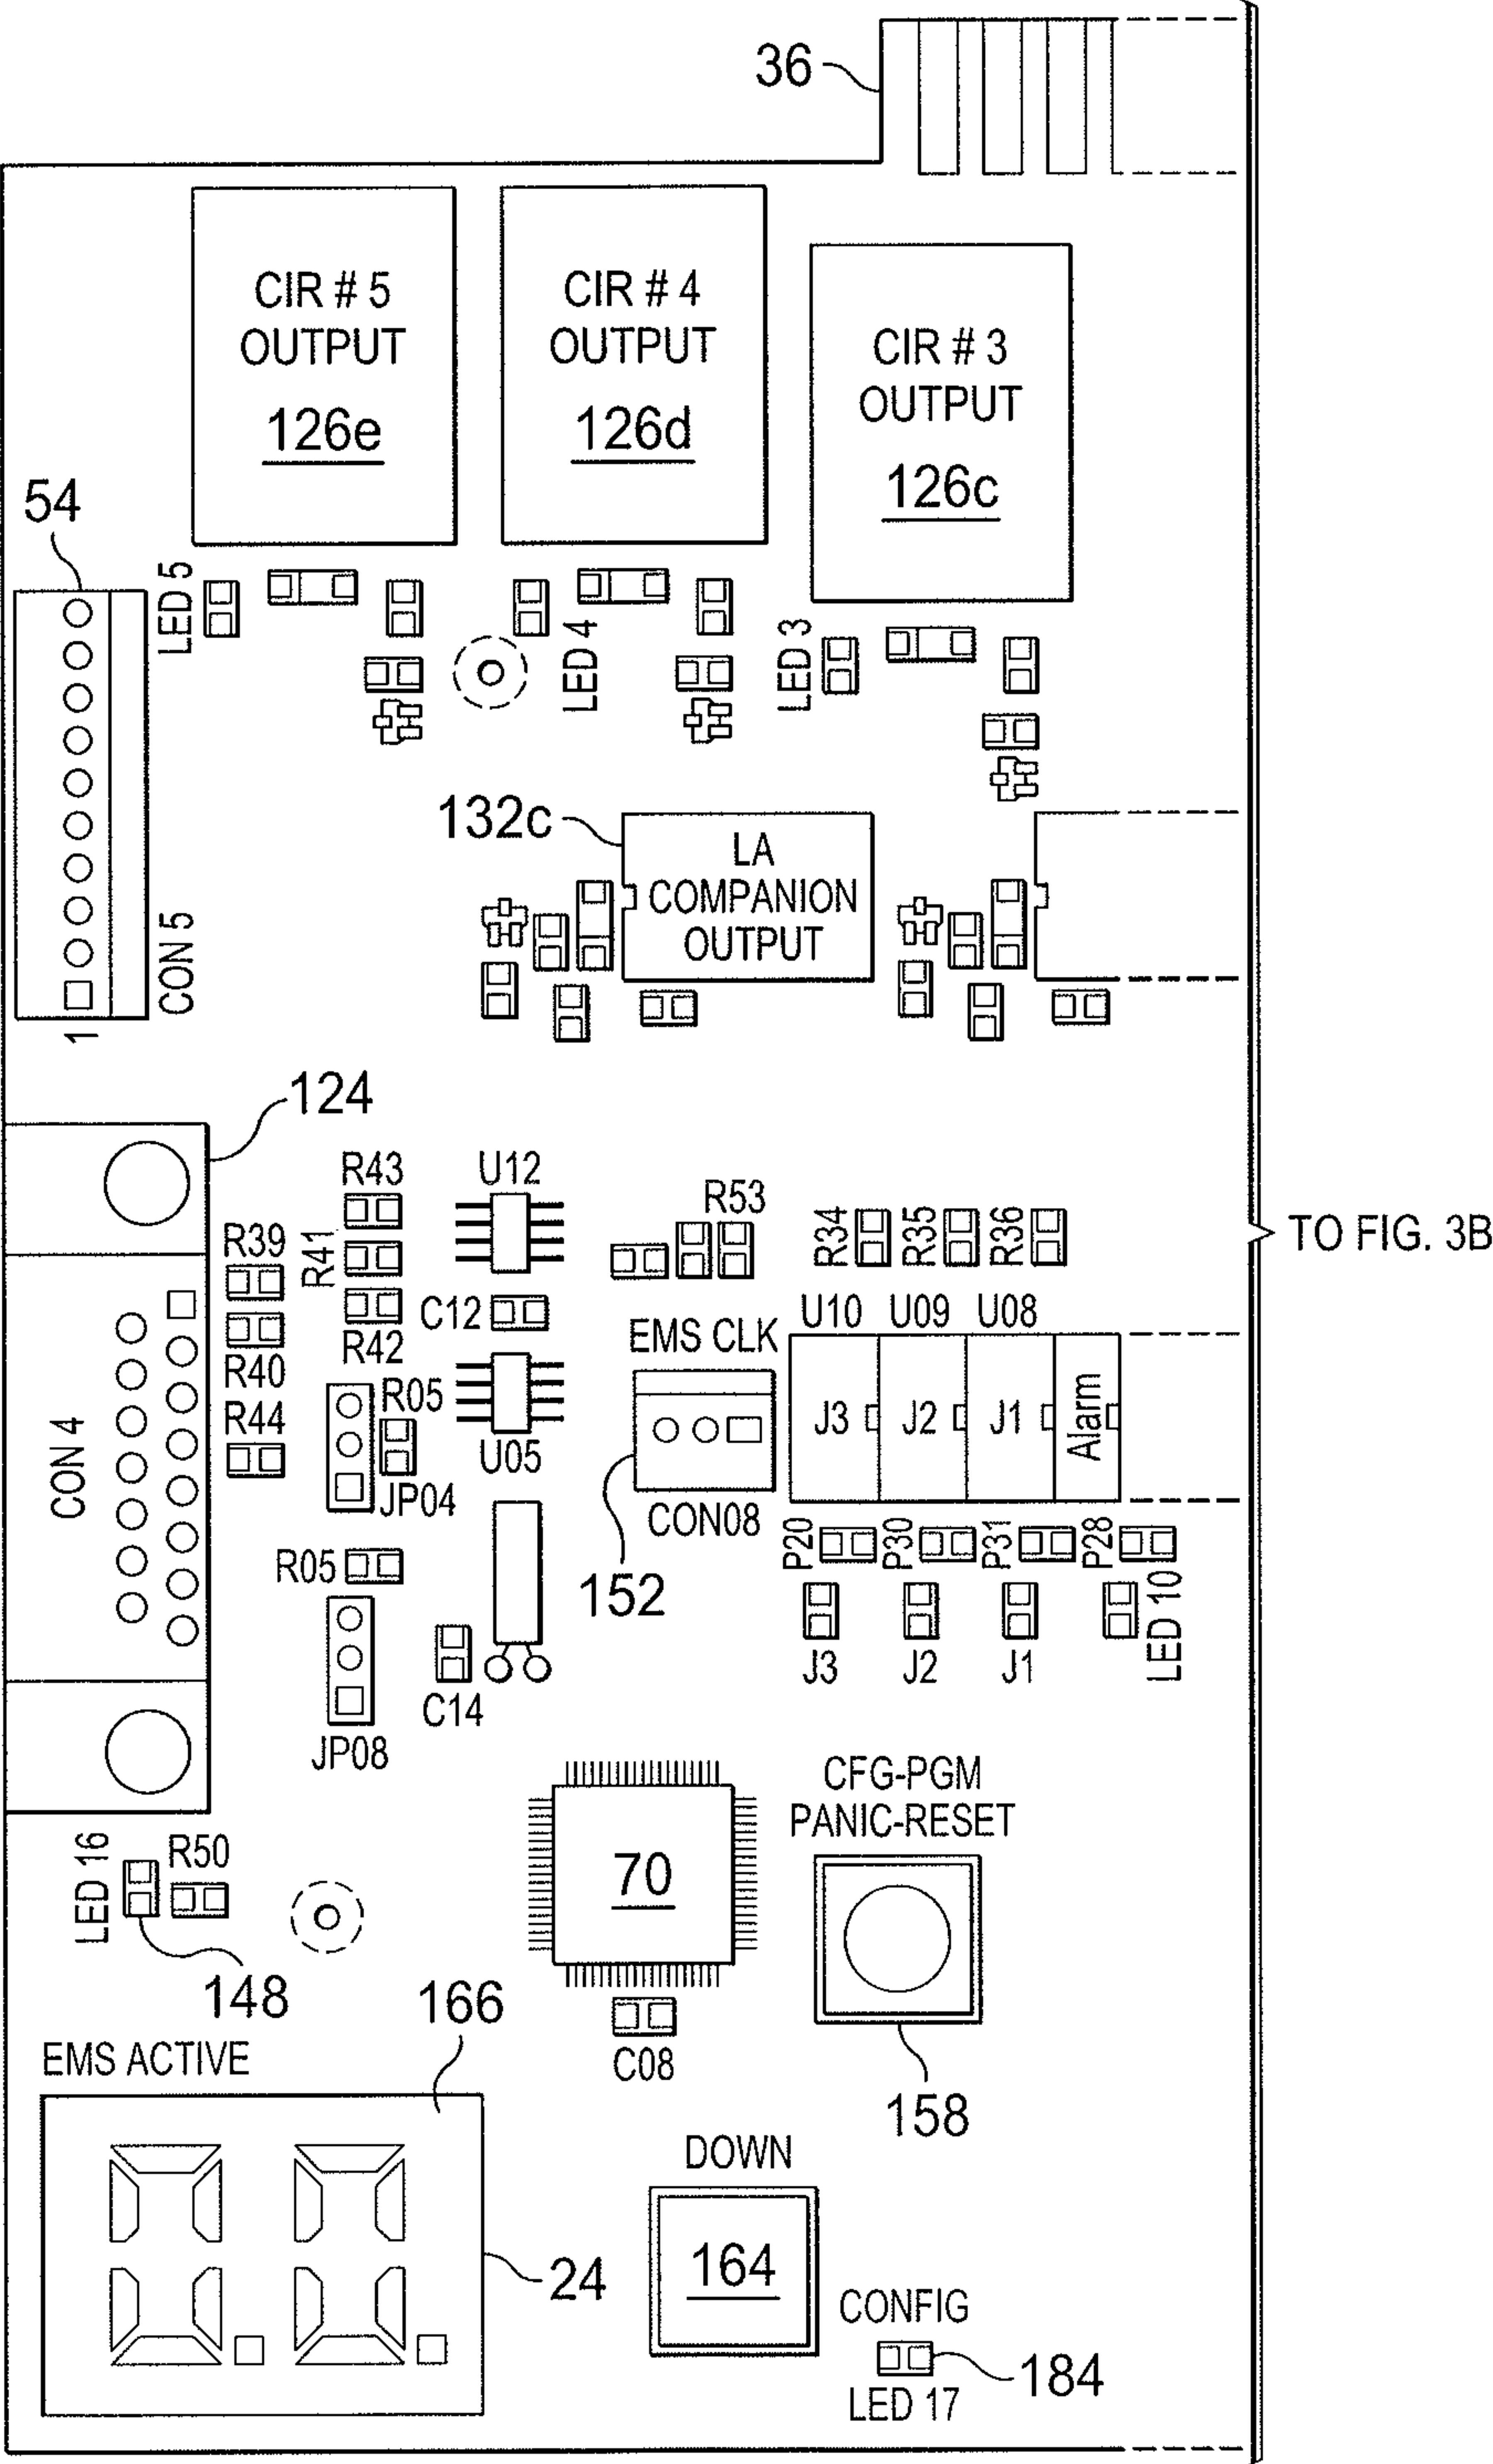 36
CIR # 5
OUTPUT
126e
CIR # 4
OUTPUT
126d
CIR # 3
OUTPUT
126c
54
LED 5
LED 4
LED 3
132c
LA
COMPANION
OUTPUT
CON 5
1
124
R43
U12
R53
R34
R35
R36
R39
R41
TO FIG. 3B
C12
U10
U09
U08
R40
R42
EMS CLK
R44
R05
J3
J2
J1
Alarm
CON 4
U05
JP04
CON08
P20
P30
P31
P28
R05
152
J3
J2
J1
LED 10
C14
JP08
CFG-PGM
PANIC-RESET
LED 16
R50
70
148
166
EMS ACTIVE
C08
158
DOWN
24
164
CONFIG
184
LED 17